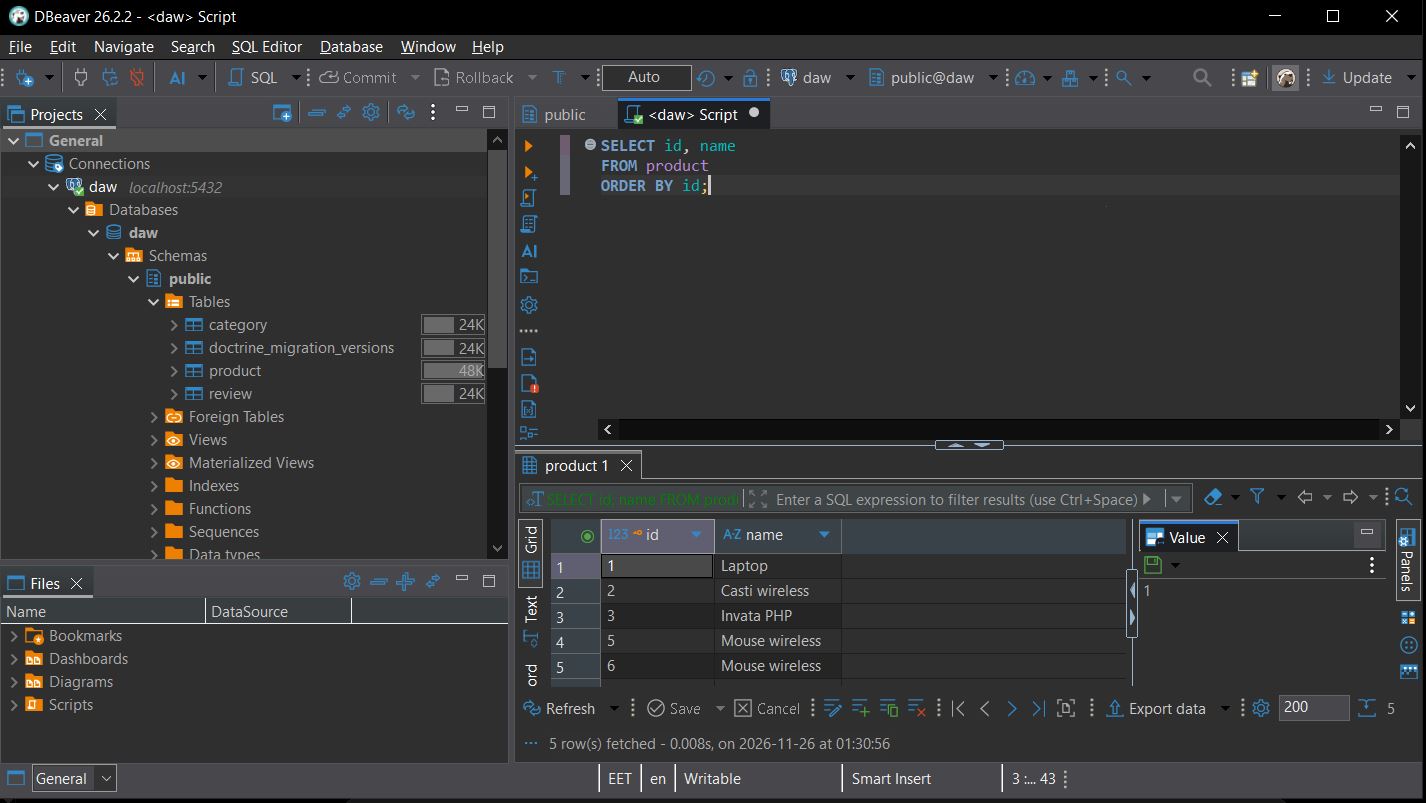 DBeaver 26.2.2 - <daw> Script
File Edit Navigate Search SQL Editor Database Window Help
AI SQL Commit Rollback T Auto daw public@daw Update
Projects
General
Connections
daw localhost:5432
Databases
daw
Schemas
public
Tables
category 24K
doctrine_migration_versions 24K
product 48K
review 24K
Foreign Tables
Views
Materialized Views
Indexes
Functions
Sequences
Data types
Files
Name DataSource
Bookmarks
Dashboards
Diagrams
Scripts
General
public <daw> Script
SELECT id, name
FROM product
ORDER BY id;
AI
product 1
SELECT id, name FROM prod Enter a SQL expression to filter results (use Ctrl+Space)
Grid
Text
ord
123 id A-Z name
1 1 Laptop
2 2 Casti wireless
3 3 Invata PHP
4 5 Mouse wireless
5 6 Mouse wireless
Value
1
Panels
Refresh Save Cancel Export data 200 5
5 row(s) fetched - 0.008s, on 2026-11-26 at 01:30:56
EET en Writable Smart Insert 3 :... 43